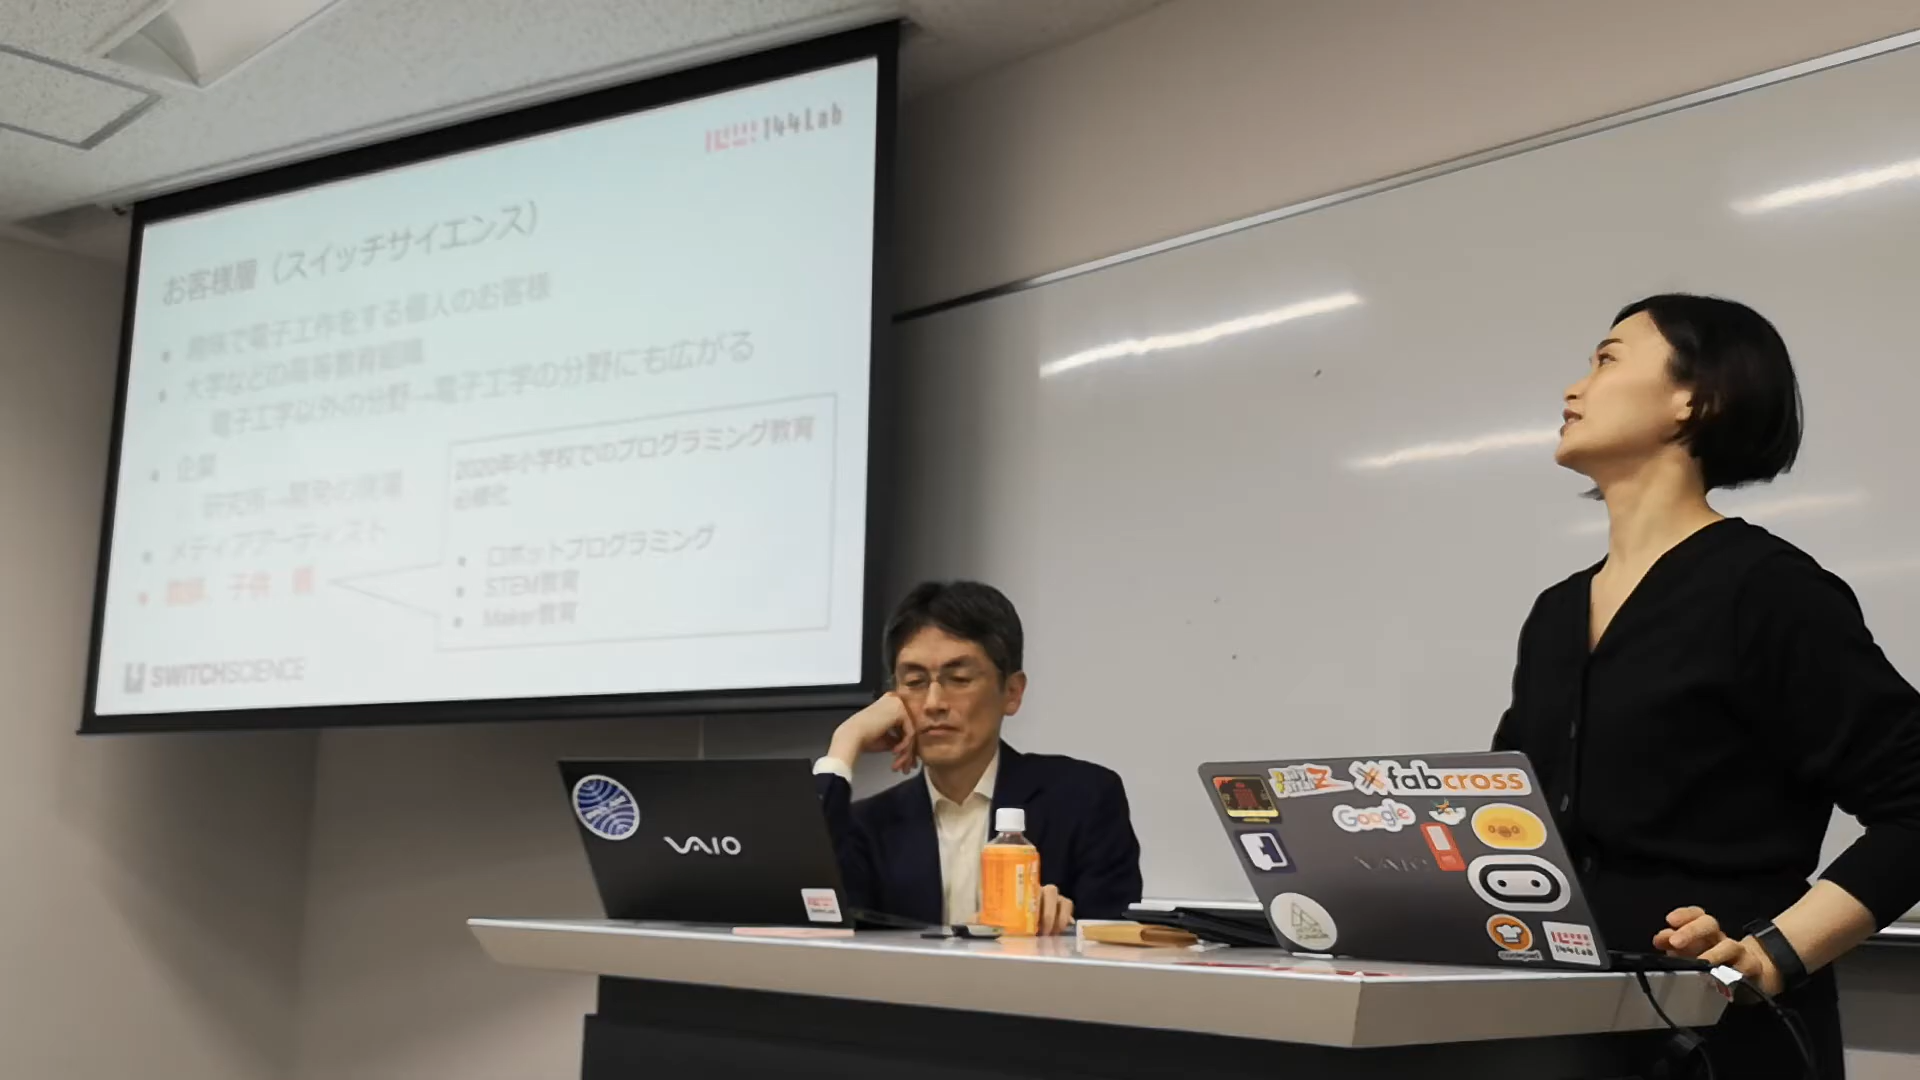 144Lab
お客様層（スイッチサイエンス）
趣味で電子工作をする個人のお客様
大学などの高等教育組織
電子工学以外の分野→電子工学の分野にも広がる
企業
研究所→開発の現場
メディアアーティスト
教師、子供、親
2020年小学校でのプログラミング教育
必修化
ロボットプログラミング
STEM教育
Maker教育
SWITCHSCIENCE
VAIO
fabcross
Google
VAIO
144Lab